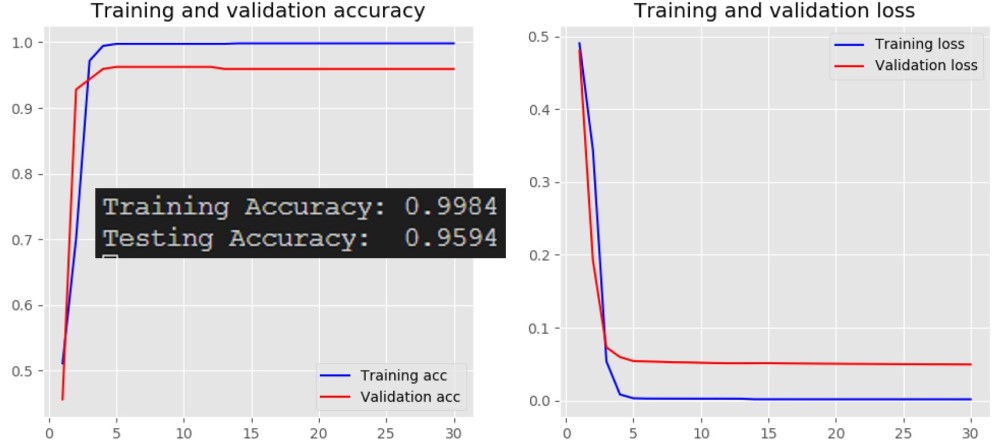 Training and validation accuracy
1.0
0.9
0.8
0.7
0.6
0.5
0 5 10 15 20 25 30
Training acc
Validation acc
Training Accuracy: 0.9984
Testing Accuracy: 0.9594
Training and validation loss
0.5
0.4
0.3
0.2
0.1
0.0
0 5 10 15 20 25 30
Training loss
Validation loss